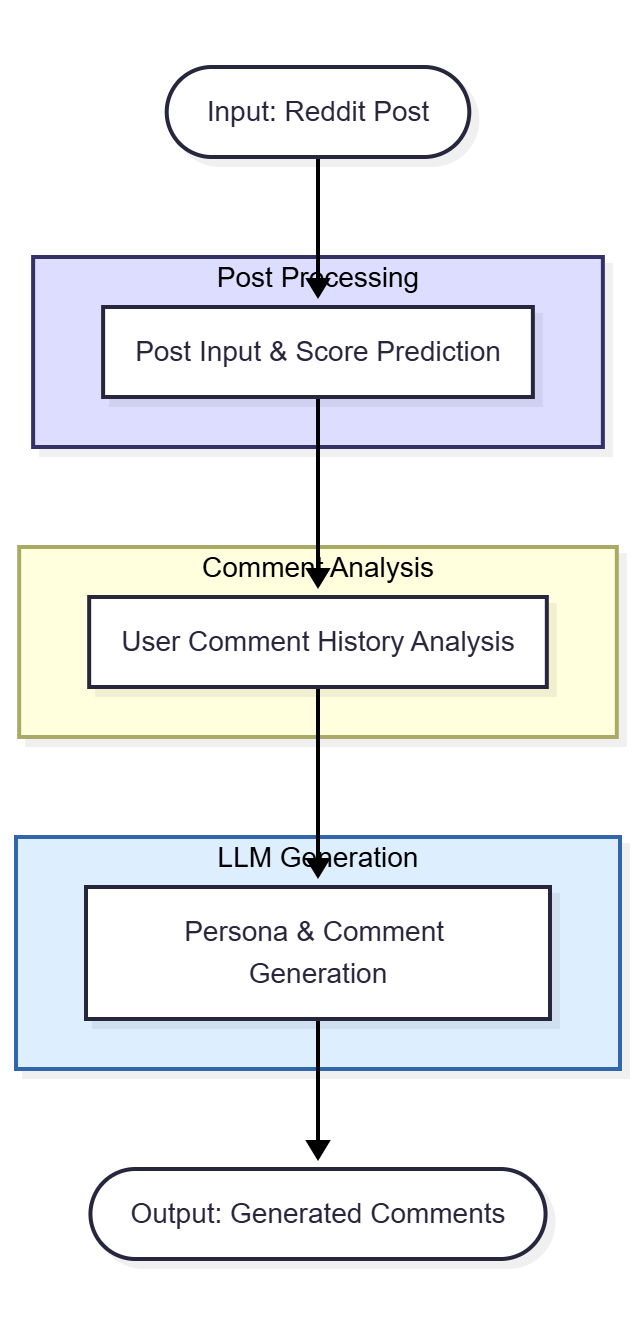 Input: Reddit Post
Post Processing
Post Input & Score Prediction
Comment Analysis
User Comment History Analysis
LLM Generation
Persona & Comment
Generation
Output: Generated Comments